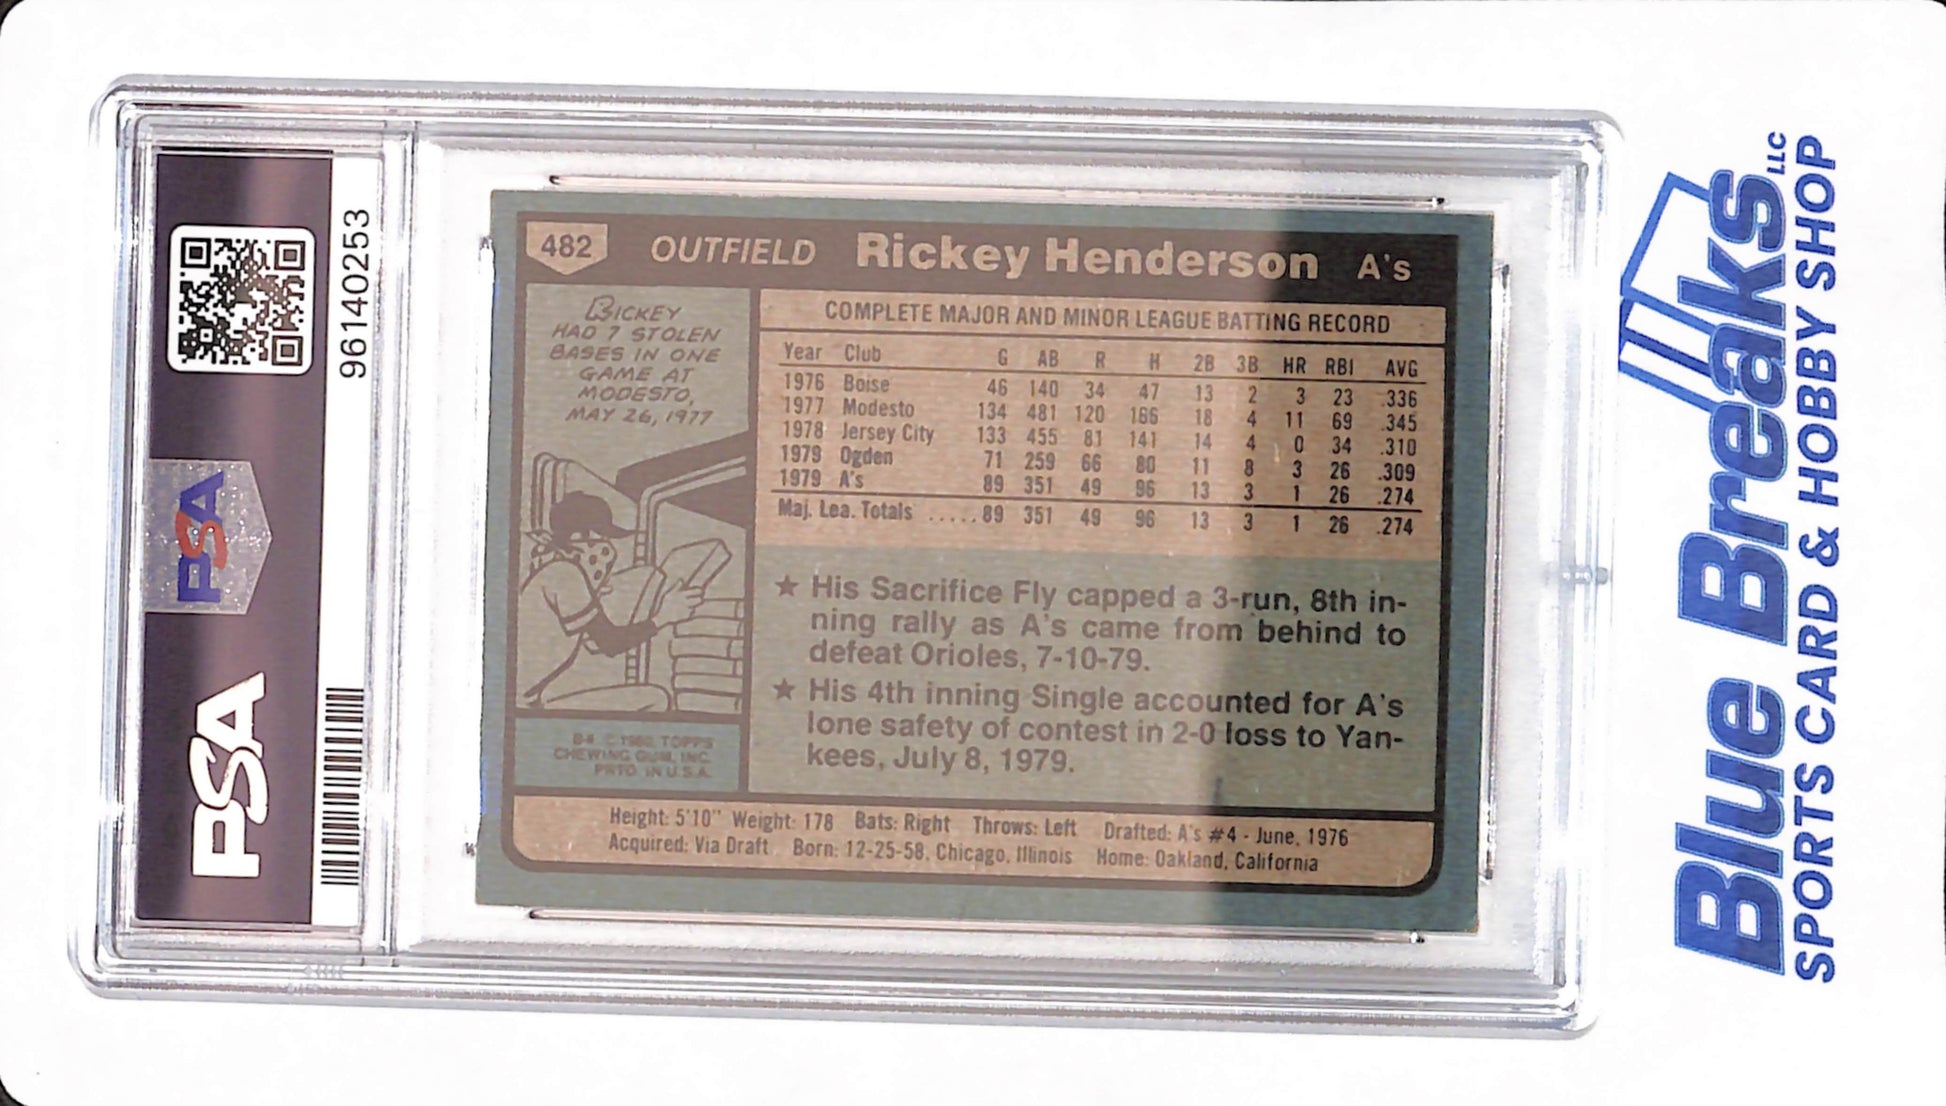 96140253
PSA
PSA
482 OUTFIELD Rickey Henderson A's
RICKEY
HAD 7 STOLEN
BASES IN ONE
GAME AT
MODESTO,
MAY 26, 1977
B✶ © 1980 TOPPS
CHEWING GUM, INC.
PRTD. IN U.S.A.
COMPLETE MAJOR AND MINOR LEAGUE BATTING RECORD
Year Club G AB R H 2B 3B HR RBI AVG
1976 Boise 46 140 34 47 13 2 3 23 .336
1977 Modesto 134 481 120 166 18 4 11 69 .345
1978 Jersey City 133 455 81 141 14 4 0 34 .310
1979 Ogden 71 259 66 80 11 8 3 26 .309
1979 A's 89 351 49 96 13 3 1 26 .274
Maj. Lea. Totals .....89 351 49 96 13 3 1 26 .274
★ His Sacrifice Fly capped a 3-run, 8th in-
ning rally as A's came from behind to
defeat Orioles, 7-10-79.
★ His 4th inning Single accounted for A's
lone safety of contest in 2-0 loss to Yan-
kees, July 8, 1979.
Height: 5'10" Weight: 178 Bats: Right Throws: Left Drafted: A's #4 - June, 1976
Acquired: Via Draft Born: 12-25-58, Chicago, Illinois Home: Oakland, California
Blue Breaks LLC
SPORTS CARD & HOBBY SHOP